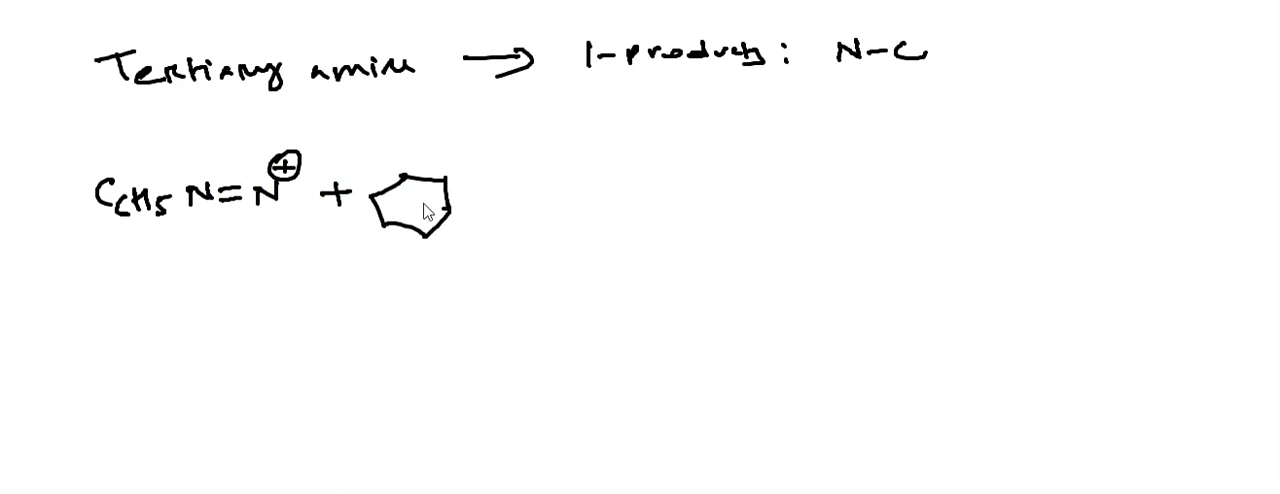 Tertiary amine → 1-products: N-C
C6H5 N=N⊕ +